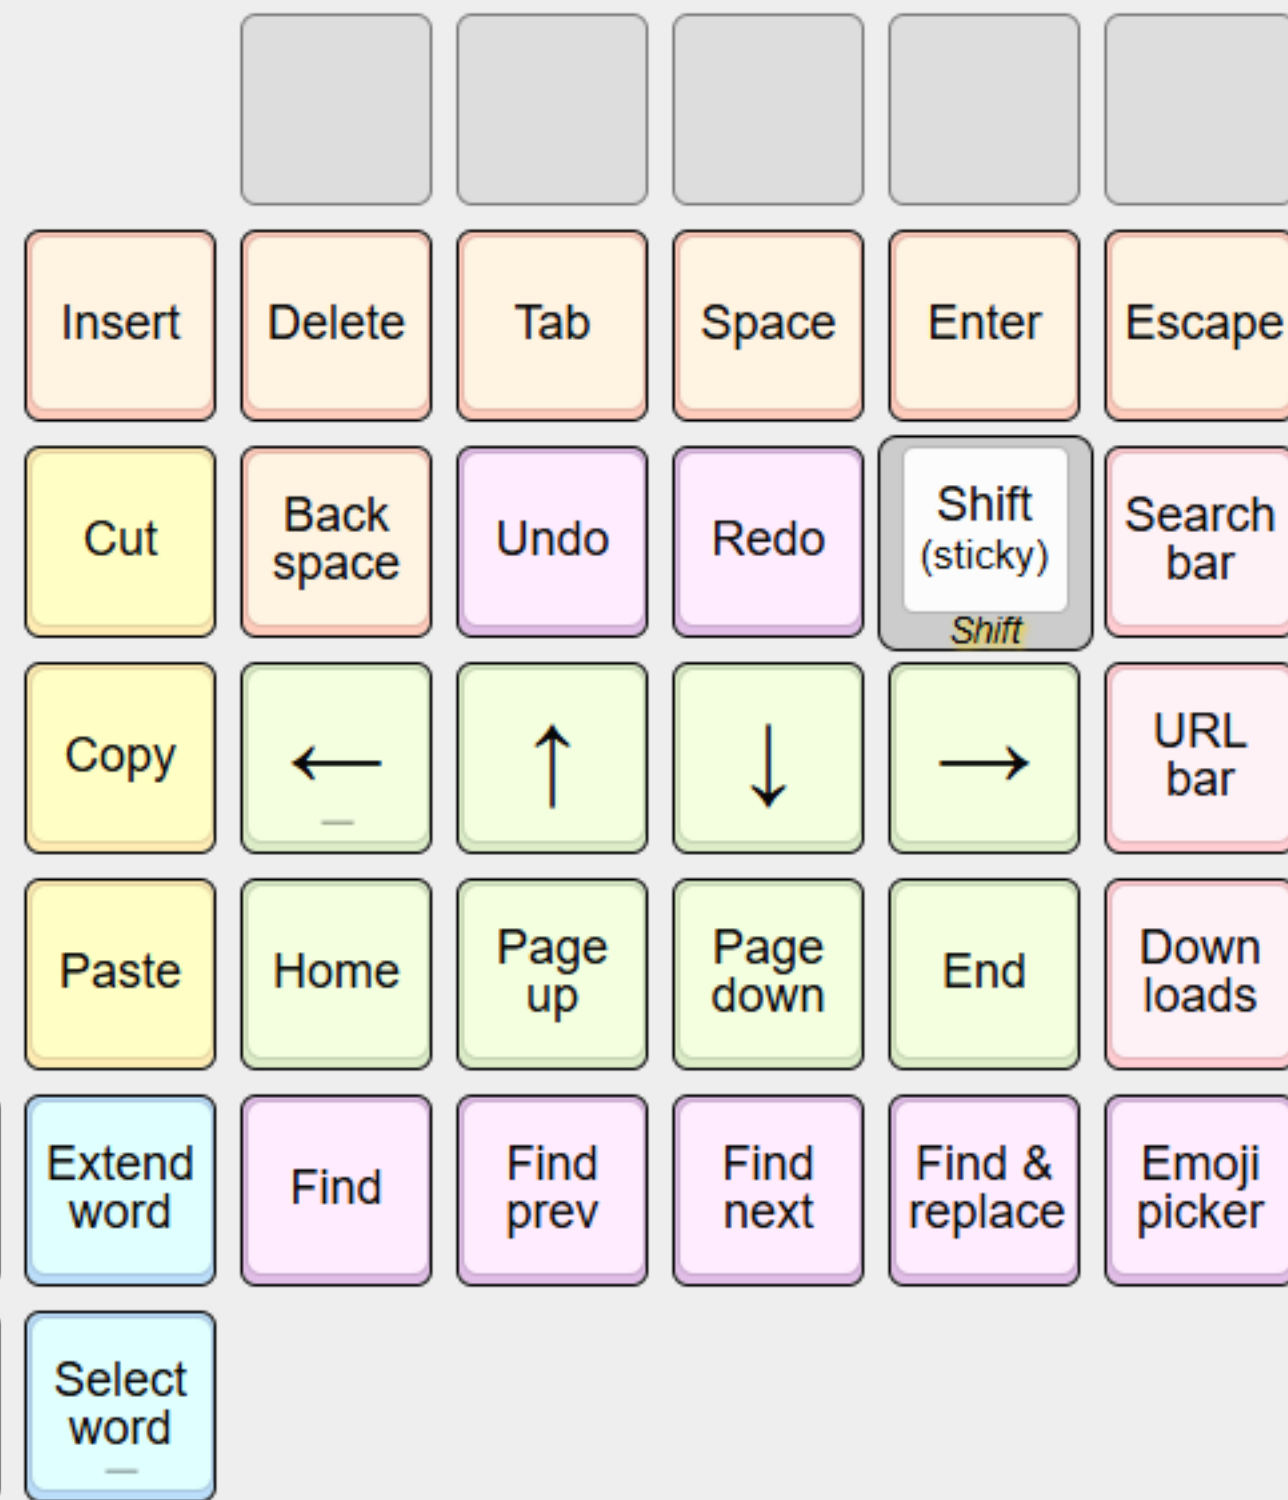 Insert
Delete
Tab
Space
Enter
Escape
Cut
Back
space
Undo
Redo
Shift
(sticky)
Shift
Search
bar
Copy
←
↑
↓
→
URL
bar
Paste
Home
Page
up
Page
down
End
Down
loads
Extend
word
Find
Find
prev
Find
next
Find &
replace
Emoji
picker
Select
word